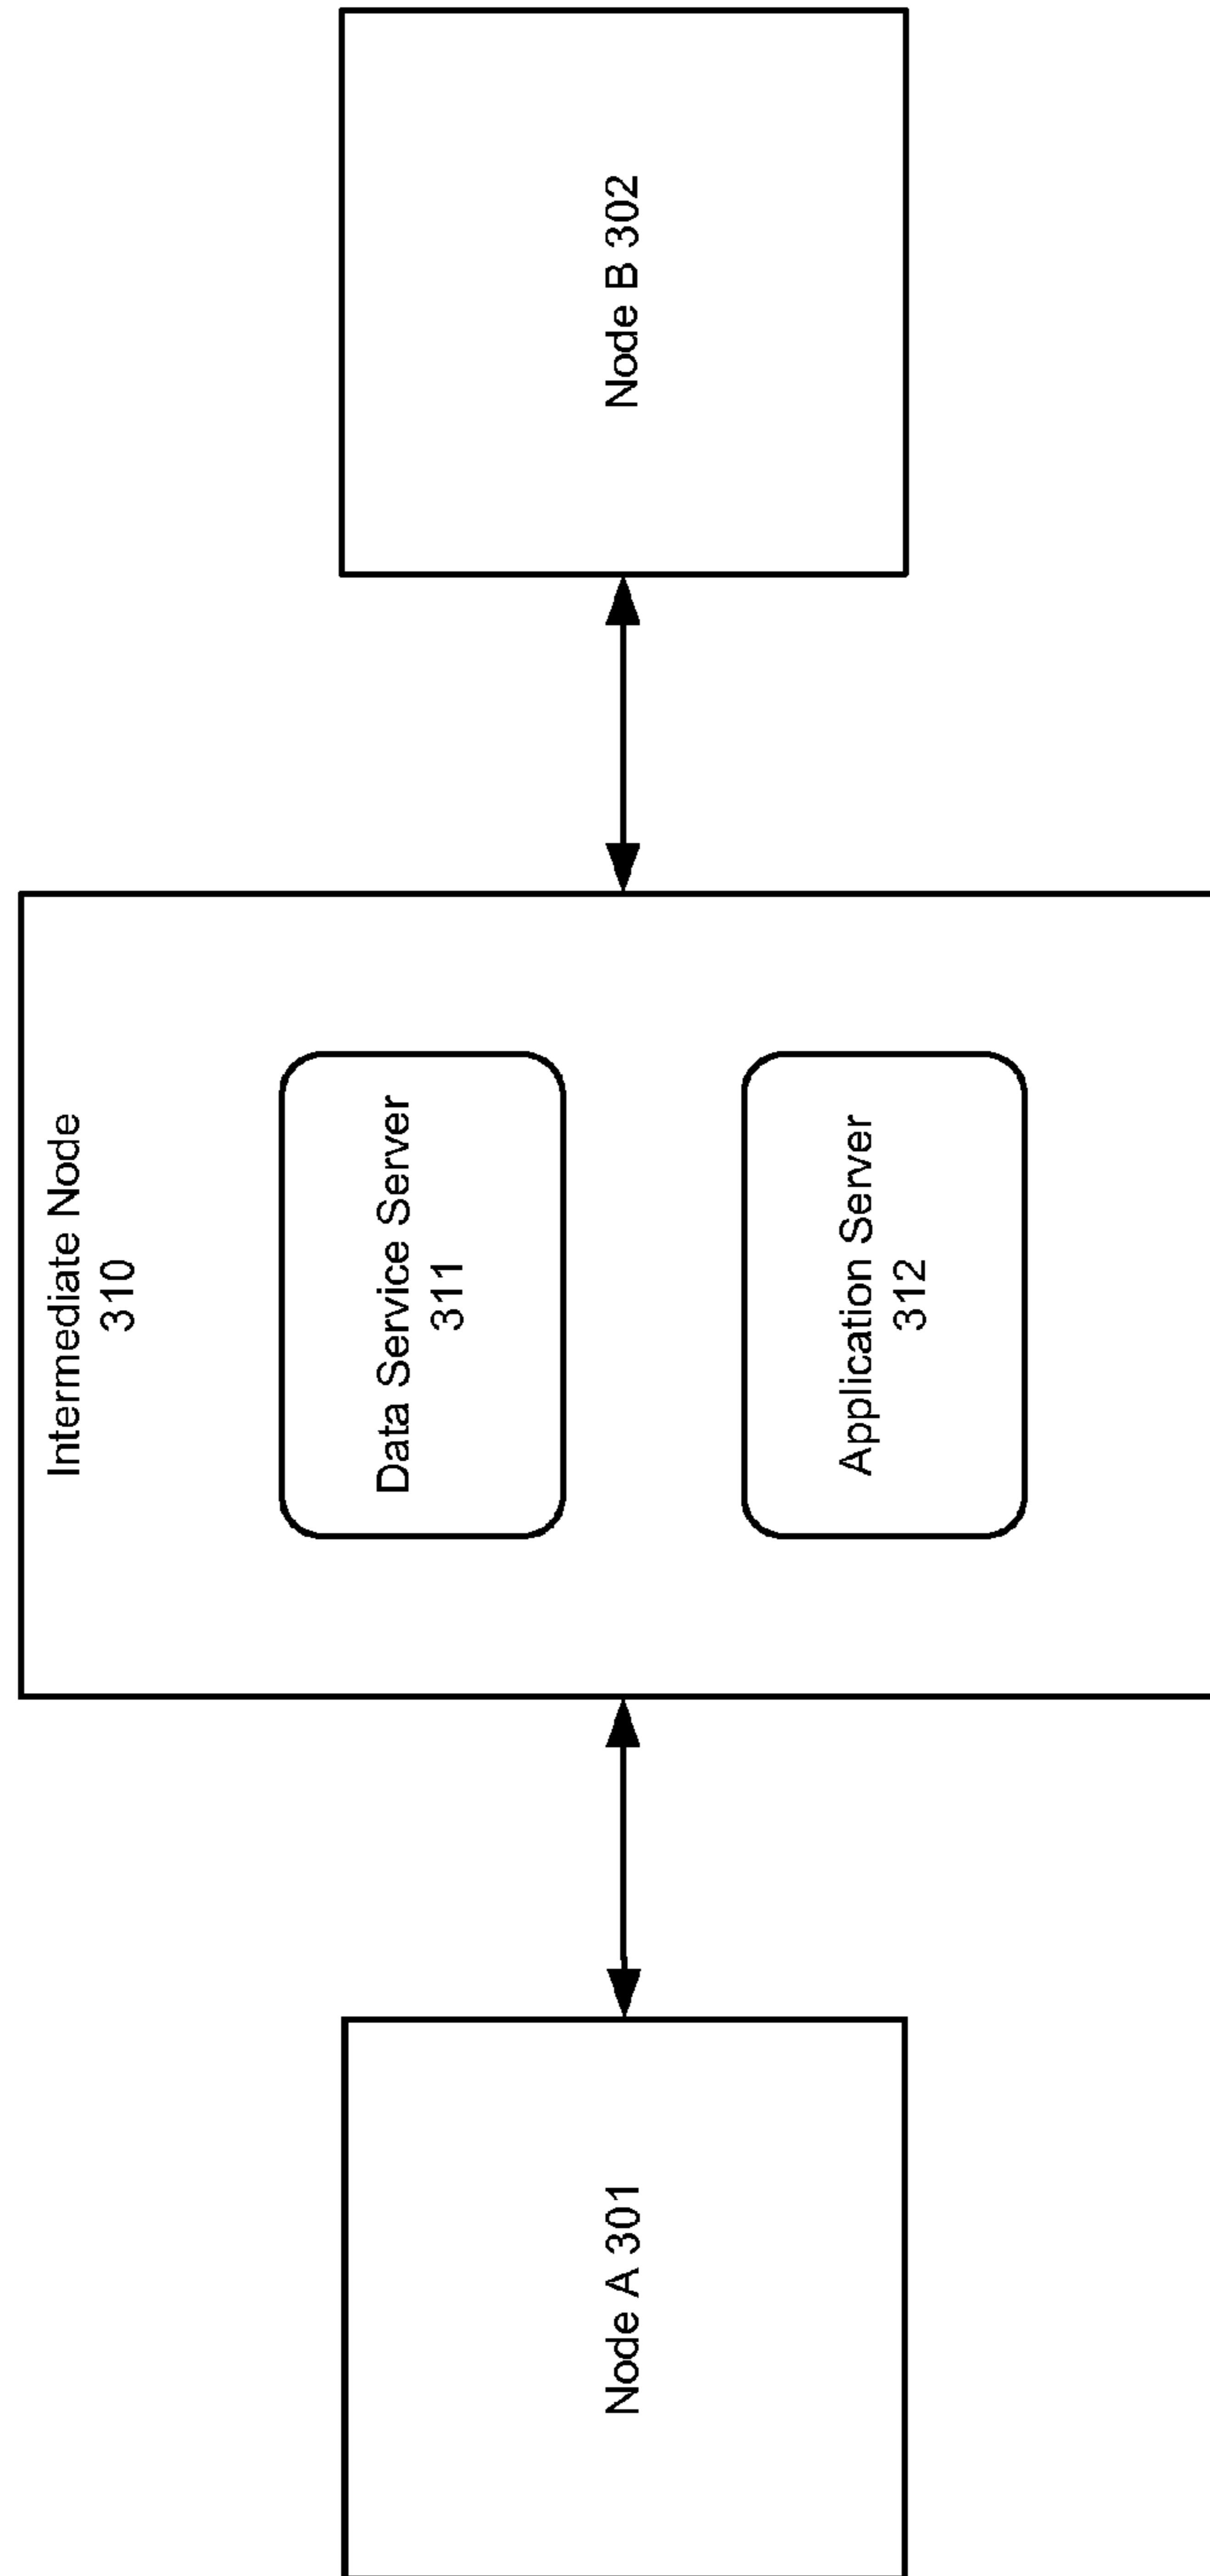 Node A 301
Intermediate Node
310
Data Service Server
311
Application Server
312
Node B 302